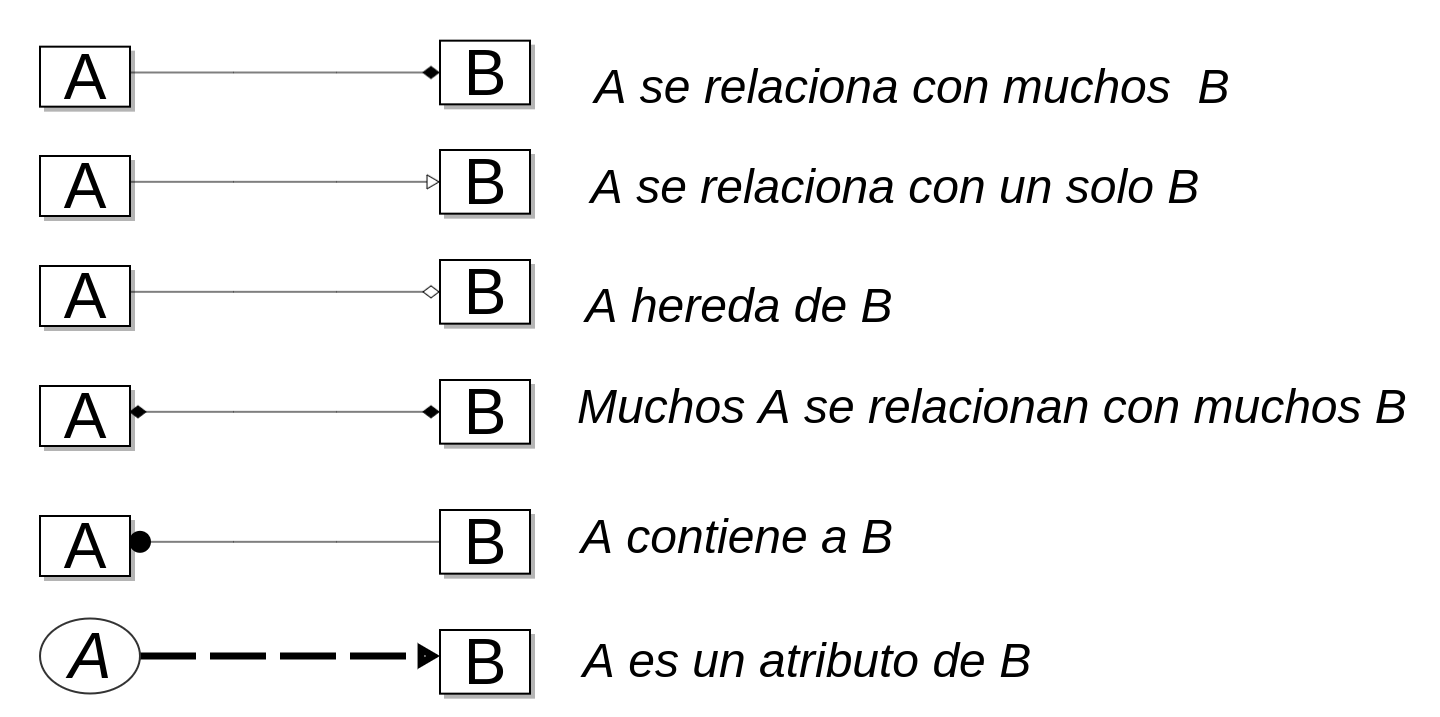 A B A se relaciona con muchos B
A B A se relaciona con un solo B
A B A hereda de B
A B Muchos A se relacionan con muchos B
A B A contiene a B
A B A es un atributo de B